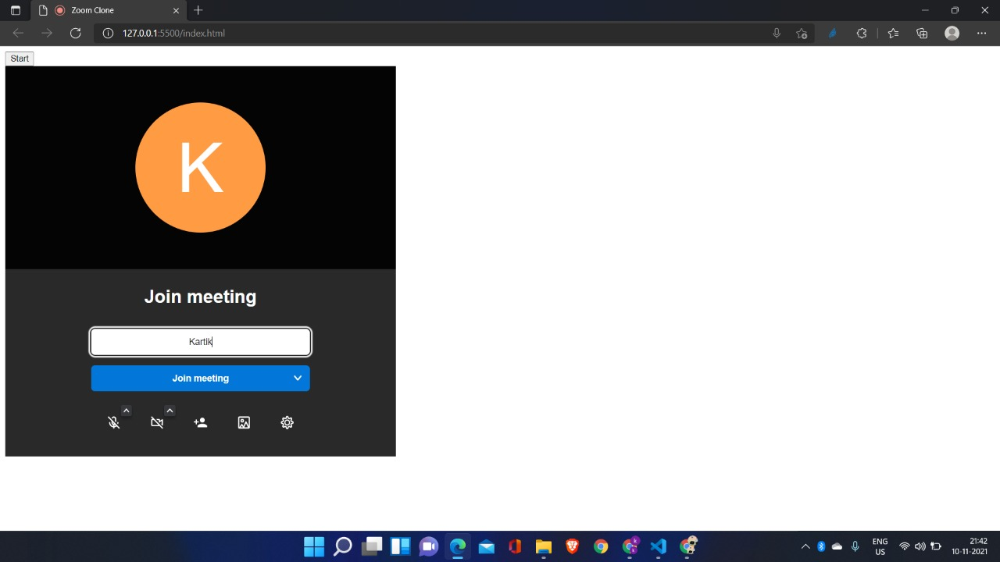 Zoom Clone
127.0.0.1:5500/index.html
Start
K
Join meeting
Kartik
Join meeting
ENG
US
21:42
10-11-2021